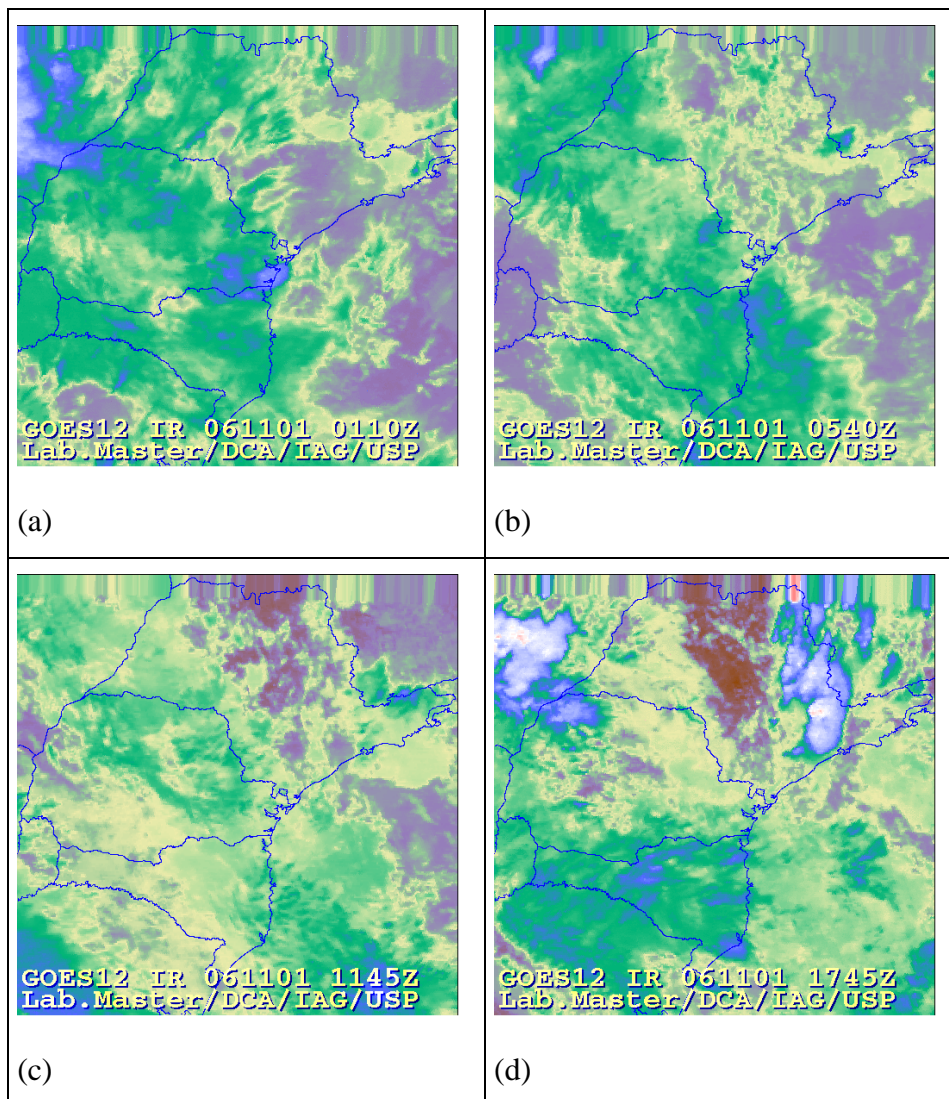 GOES12 IR 061101 0110Z
Lab.Master/DCA/IAG/USP
(a)
GOES12 IR 061101 0540Z
Lab.Master/DCA/IAG/USP
(b)
GOES12 IR 061101 1145Z
Lab.Master/DCA/IAG/USP
(c)
GOES12 IR 061101 1745Z
Lab.Master/DCA/IAG/USP
(d)